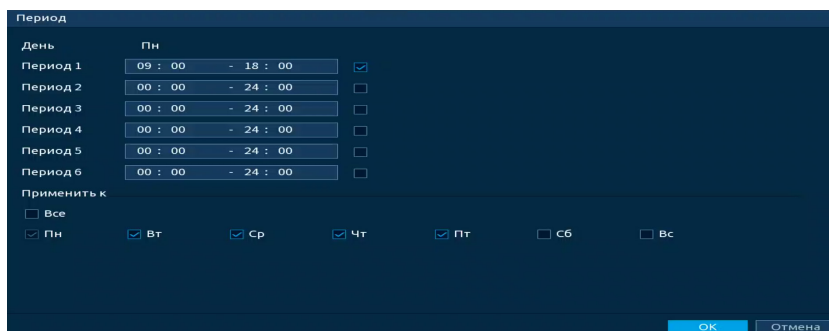 Период
День Пн
Период 1 09 : 00 - 18 : 00
Период 2 00 : 00 - 24 : 00
Период 3 00 : 00 - 24 : 00
Период 4 00 : 00 - 24 : 00
Период 5 00 : 00 - 24 : 00
Период 6 00 : 00 - 24 : 00
Применить к
Все
Пн Вт Ср Чт Пт Сб Вс
OK Отмена